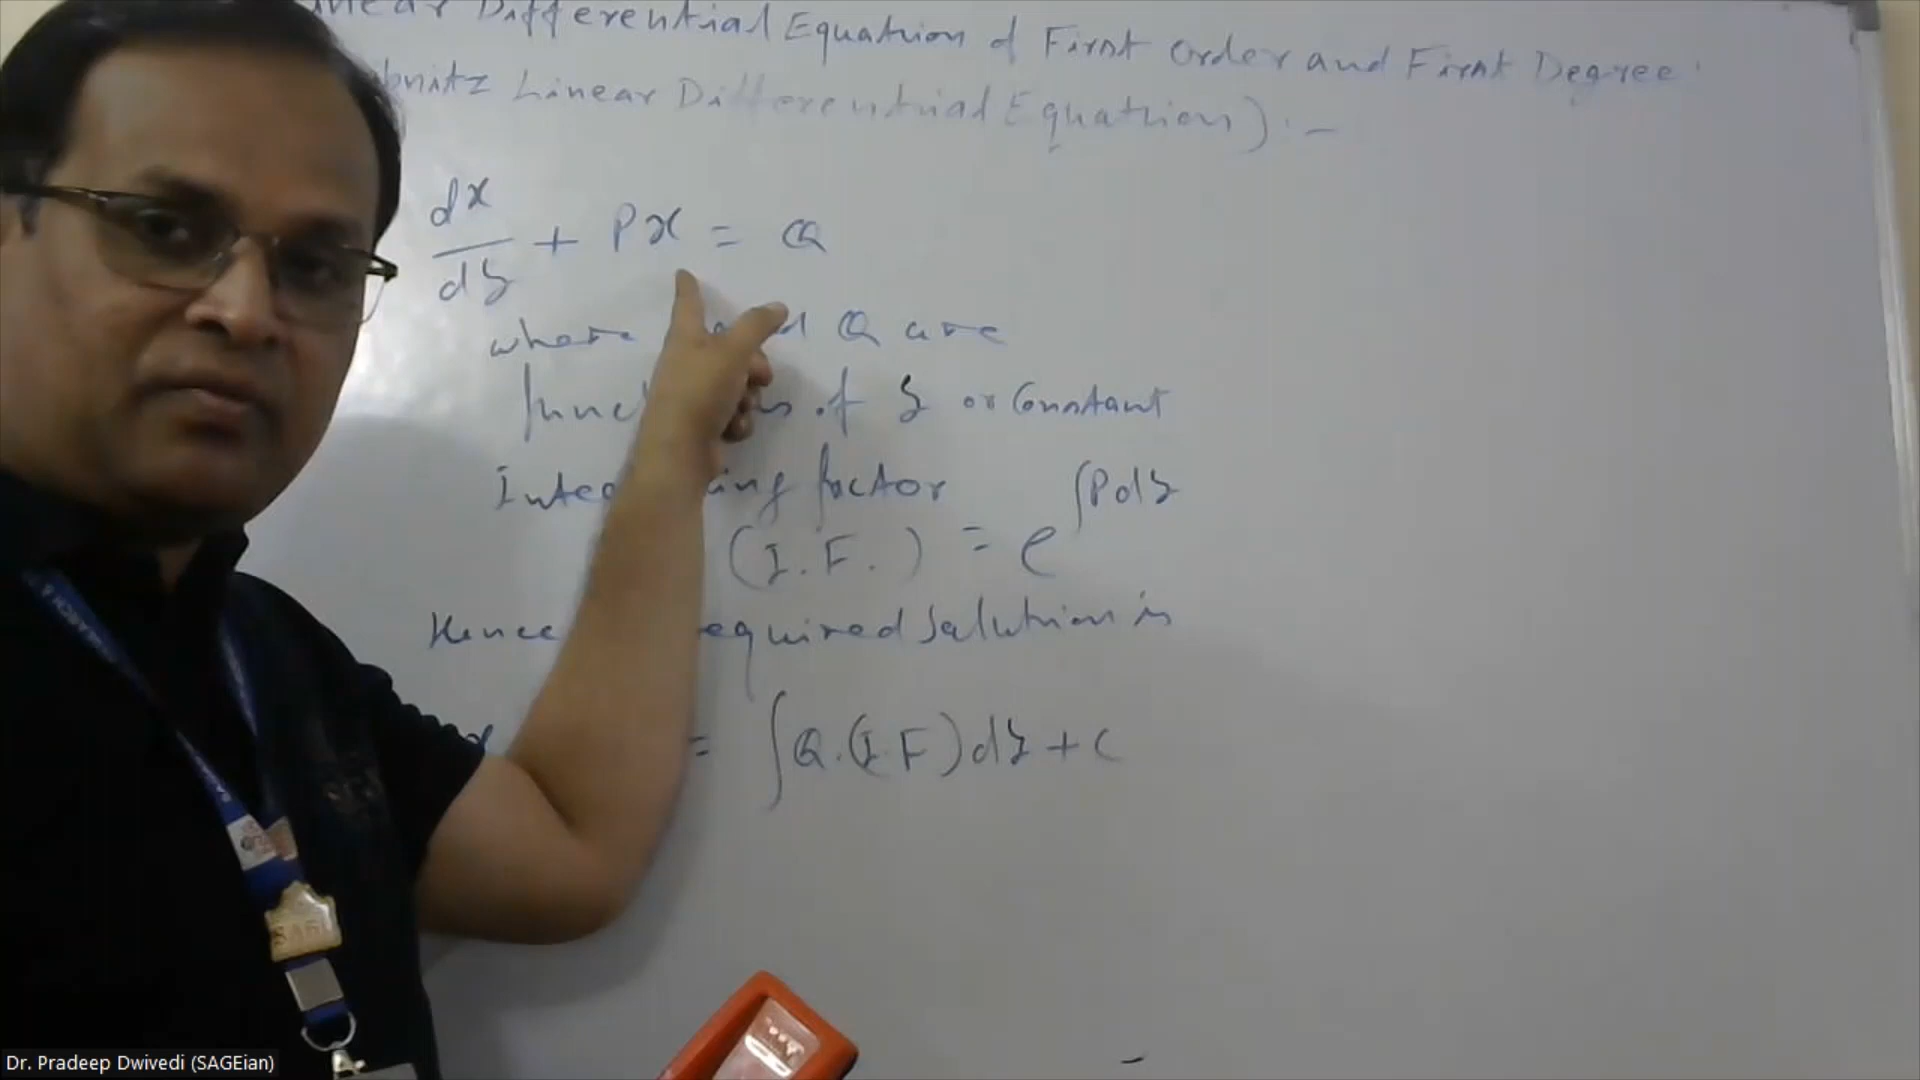 Differential Equation of First Order and First Degree:
Linear Differential Equation) :-
dx/dy + Px = Q
where Q are
of y or Constant
factor
(I.F.) = e^∫Pdy
Hence required Solution is
x = ∫Q.(I.F)dy + c
SAGE
Dr. Pradeep Dwivedi (SAGEian)